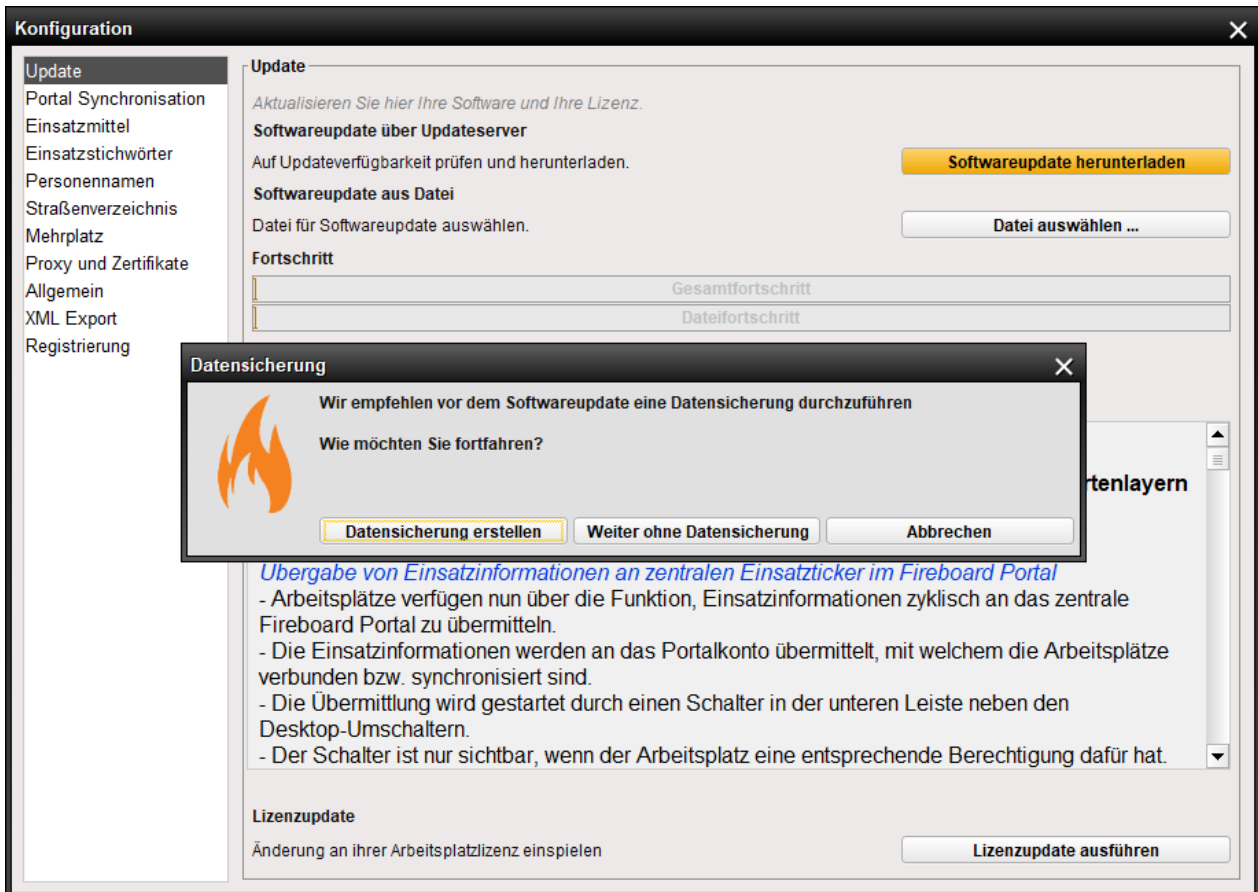 Konfiguration
Update
Portal Synchronisation
Einsatzmittel
Einsatzstichwörter
Personennamen
Straßenverzeichnis
Mehrplatz
Proxy und Zertifikate
Allgemein
XML Export
Registrierung
Update
Aktualisieren Sie hier Ihre Software und Ihre Lizenz.
Softwareupdate über Updateserver
Auf Updateverfügbarkeit prüfen und herunterladen.
Softwareupdate herunterladen
Softwareupdate aus Datei
Datei für Softwareupdate auswählen.
Datei auswählen ...
Fortschritt
Gesamtfortschritt
Dateifortschritt
Datensicherung
Wir empfehlen vor dem Softwareupdate eine Datensicherung durchzuführen
Wie möchten Sie fortfahren?
Datensicherung erstellen
Weiter ohne Datensicherung
Abbrechen
rtenlayern
Übergabe von Einsatzinformationen an zentralen Einsatzticker im Fireboard Portal
- Arbeitsplätze verfügen nun über die Funktion, Einsatzinformationen zyklisch an das zentrale
Fireboard Portal zu übermitteln.
- Die Einsatzinformationen werden an das Portalkonto übermittelt, mit welchem die Arbeitsplätze
verbunden bzw. synchronisiert sind.
- Die Übermittlung wird gestartet durch einen Schalter in der unteren Leiste neben den
Desktop-Umschaltern.
- Der Schalter ist nur sichtbar, wenn der Arbeitsplatz eine entsprechende Berechtigung dafür hat.
Lizenzupdate
Änderung an ihrer Arbeitsplatzlizenz einspielen
Lizenzupdate ausführen